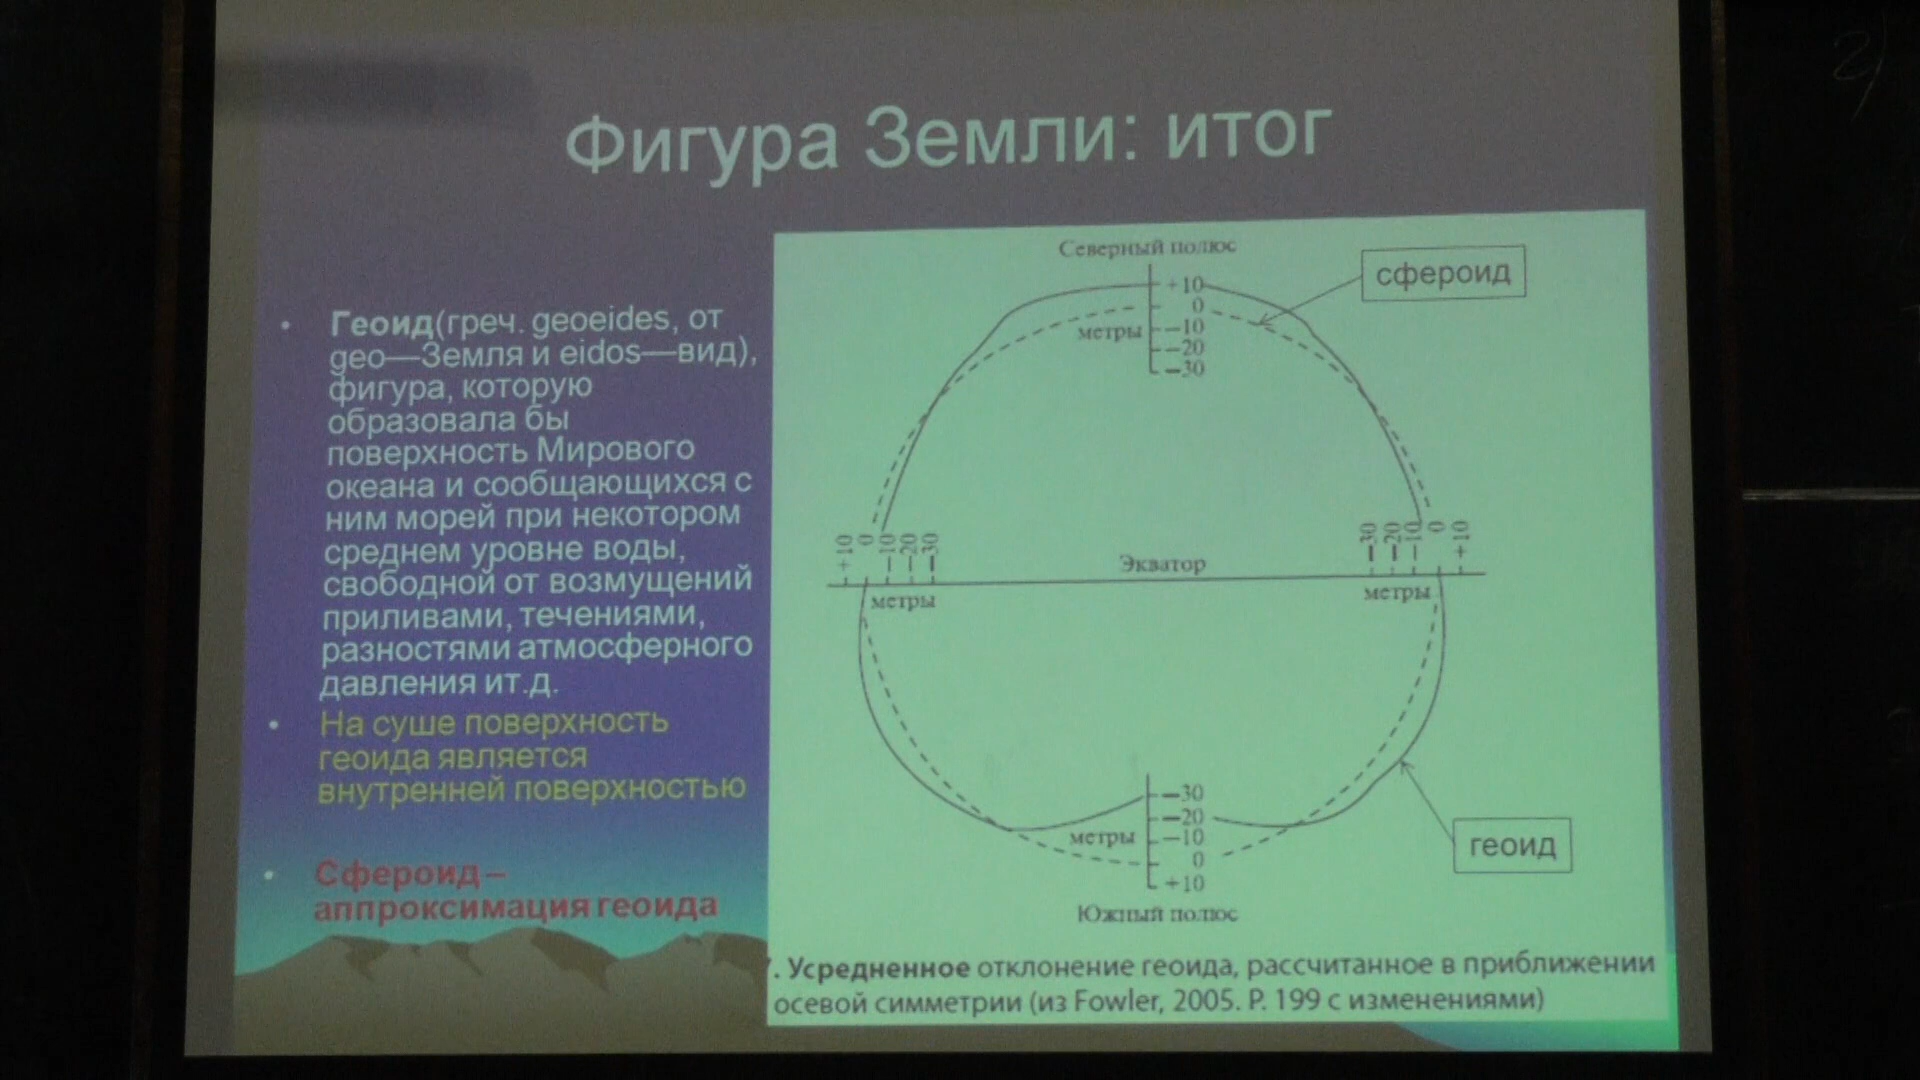 Фигура Земли: итог
• Геоид(греч. geoeides, от
geo—Земля и eidos—вид),
фигура, которую
образовала бы
поверхность Мирового
океана и сообщающихся с
ним морей при некотором
среднем уровне воды,
свободной от возмущений
приливами, течениями,
разностями атмосферного
давления ит.д.
• На суше поверхность
геоида является
внутренней поверхностью
• Сфероид –
аппроксимация геоида
Северный полюс
сфероид
+10
0
метры
−10
−20
−30
+10
0
−10
−20
−30
Экватор
−30
−20
−10
0
+10
метры
метры
−30
−20
метры
−10
0
+10
геоид
Южный полюс
. Усредненное отклонение геоида, рассчитанное в приближении
осевой симметрии (из Fowler, 2005. P. 199 с изменениями)
2)